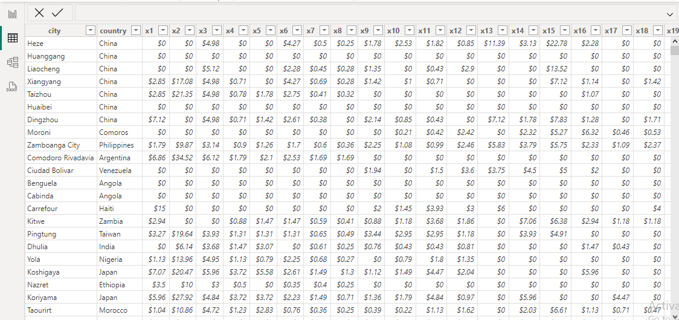 city country x1 x2 x3 x4 x5 x6 x7 x8 x9 x10 x11 x12 x13 x14 x15 x16 x17 x18 x19
Heze China $0 $0 $4.98 $0 $0 $4.27 $0.5 $0.25 $1.78 $2.53 $1.82 $0.85 $11.39 $3.13 $22.78 $2.28 $0 $0
Huanggang China $0 $0 $0 $0 $0 $0 $0 $0 $0 $0 $0 $0 $0 $0 $0 $0 $0 $0
Liaocheng China $0 $0 $5.12 $0 $0 $2.28 $0.45 $0.28 $1.35 $0 $0.43 $2.9 $0 $0 $13.52 $0 $0 $0
Xiangyang China $2.85 $17.08 $4.98 $0.71 $0 $4.27 $0.69 $0.28 $1.42 $1 $0.71 $0 $0 $0 $7.12 $1.14 $0 $1.42
Taizhou China $2.85 $21.35 $4.98 $0.78 $1.78 $2.75 $0.41 $0.32 $0 $0 $0 $0 $0 $0 $0 $1.07 $0 $0
Huaibei China $0 $0 $0 $0 $0 $0 $0 $0 $0 $0 $0 $0 $0 $0 $0 $0 $0 $0
Dingzhou China $7.12 $0 $4.98 $0.71 $1.42 $2.61 $0.38 $0 $2.14 $0.85 $0.43 $0 $7.12 $1.78 $7.83 $1.28 $0 $1.71
Moroni Comoros $0 $0 $0 $0 $0 $0 $0 $0 $0 $0.21 $0.42 $2.42 $0 $2.32 $5.27 $6.32 $0.46 $0.53
Zamboanga City Philippines $1.79 $9.87 $3.14 $0.9 $1.26 $1.7 $0.6 $0.36 $2.25 $1.08 $0.99 $2.46 $5.83 $3.79 $5.75 $2.33 $1.09 $2.37
Comodoro Rivadavia Argentina $6.86 $34.52 $6.12 $1.79 $2.1 $2.53 $1.69 $1.69 $0 $0 $0 $0 $0 $0 $0 $0 $0 $0
Ciudad Bolivar Venezuela $0 $0 $0 $0 $0 $0 $0 $0 $1.94 $0 $1.5 $3.6 $3.75 $4.5 $5 $2 $0 $0
Benguela Angola $0 $0 $0 $0 $0 $0 $0 $0 $0 $0 $0 $0 $0 $0 $0 $0 $0 $0
Cabinda Angola $0 $0 $0 $0 $0 $0 $0 $0 $0 $0 $0 $0 $0 $0 $0 $0 $0 $0
Carrefour Haiti $15 $0 $0 $0 $0 $0 $0 $0 $2 $1.45 $3.93 $3 $6 $0 $0 $0 $0 $4
Kitwe Zambia $2.94 $0 $0 $0.88 $1.47 $1.47 $0.59 $0.41 $0.88 $1.18 $3.68 $1.86 $0 $7.06 $6.38 $2.94 $1.18 $1.18
Pingtung Taiwan $3.27 $19.64 $3.93 $1.31 $1.31 $1.31 $0.65 $0.49 $3.44 $2.95 $2.95 $1.18 $0 $3.93 $4.91 $0 $0 $0
Dhulia India $0 $6.14 $3.68 $1.47 $3.07 $0 $0.61 $0.25 $0.76 $0.43 $0.43 $0.81 $0 $0 $0 $1.47 $0.43 $0
Yola Nigeria $1.13 $13.96 $4.95 $1.13 $0.79 $2.25 $0.68 $0.27 $0 $0.79 $1.8 $1.35 $0 $0 $0 $0 $0 $0
Koshigaya Japan $7.07 $20.47 $5.96 $3.72 $5.58 $2.61 $1.49 $1.3 $1.12 $1.49 $4.47 $2.04 $0 $0 $0 $5.96 $0 $0
Nazret Ethiopia $3.5 $10 $3 $0.5 $0 $0.35 $0.4 $0.25 $0 $0 $0 $0 $0 $0 $0 $0 $0 $0
Koriyama Japan $5.96 $27.92 $4.84 $3.72 $3.72 $2.23 $1.49 $0.71 $1.36 $1.79 $4.84 $0.97 $0 $5.96 $0 $0 $4.47 $0
Taourirt Morocco $1.04 $10.86 $4.72 $1.23 $2.83 $0.76 $0.36 $0.25 $0.39 $0.22 $1.13 $1.62 $0 $2.03 $6.61 $1.13 $0.71 $0.47